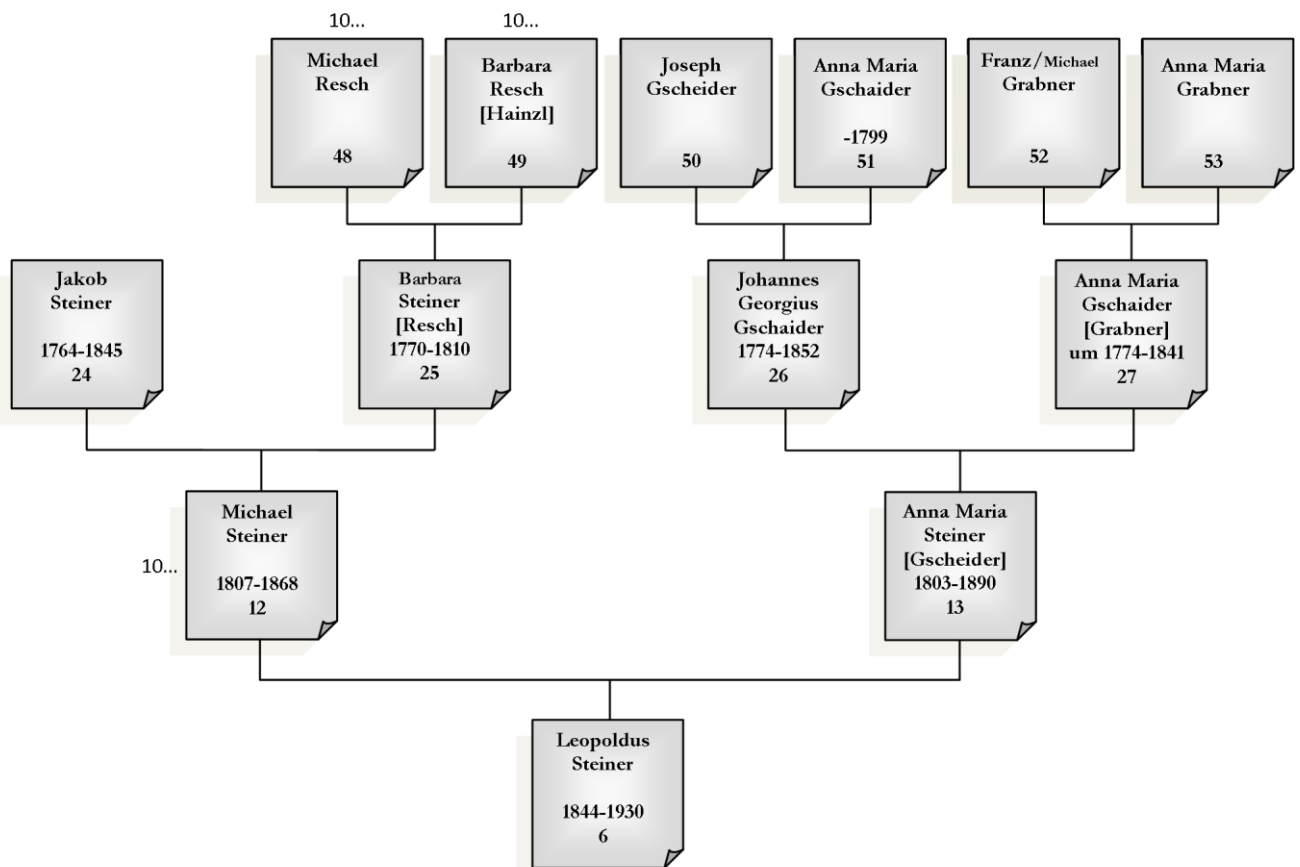 10...
10...
Michael
Resch
48
Barbara
Resch
[Hainzl]
49
Joseph
Gscheider
50
Anna Maria
Gschaider
-1799
51
Franz/Michael
Grabner
52
Anna Maria
Grabner
53
Jakob
Steiner
1764-1845
24
Barbara
Steiner
[Resch]
1770-1810
25
Johannes
Georgius
Gschaider
1774-1852
26
Anna Maria
Gschaider
[Grabner]
um 1774-1841
27
10...
Michael
Steiner
1807-1868
12
Anna Maria
Steiner
[Gscheider]
1803-1890
13
Leopoldus
Steiner
1844-1930
6